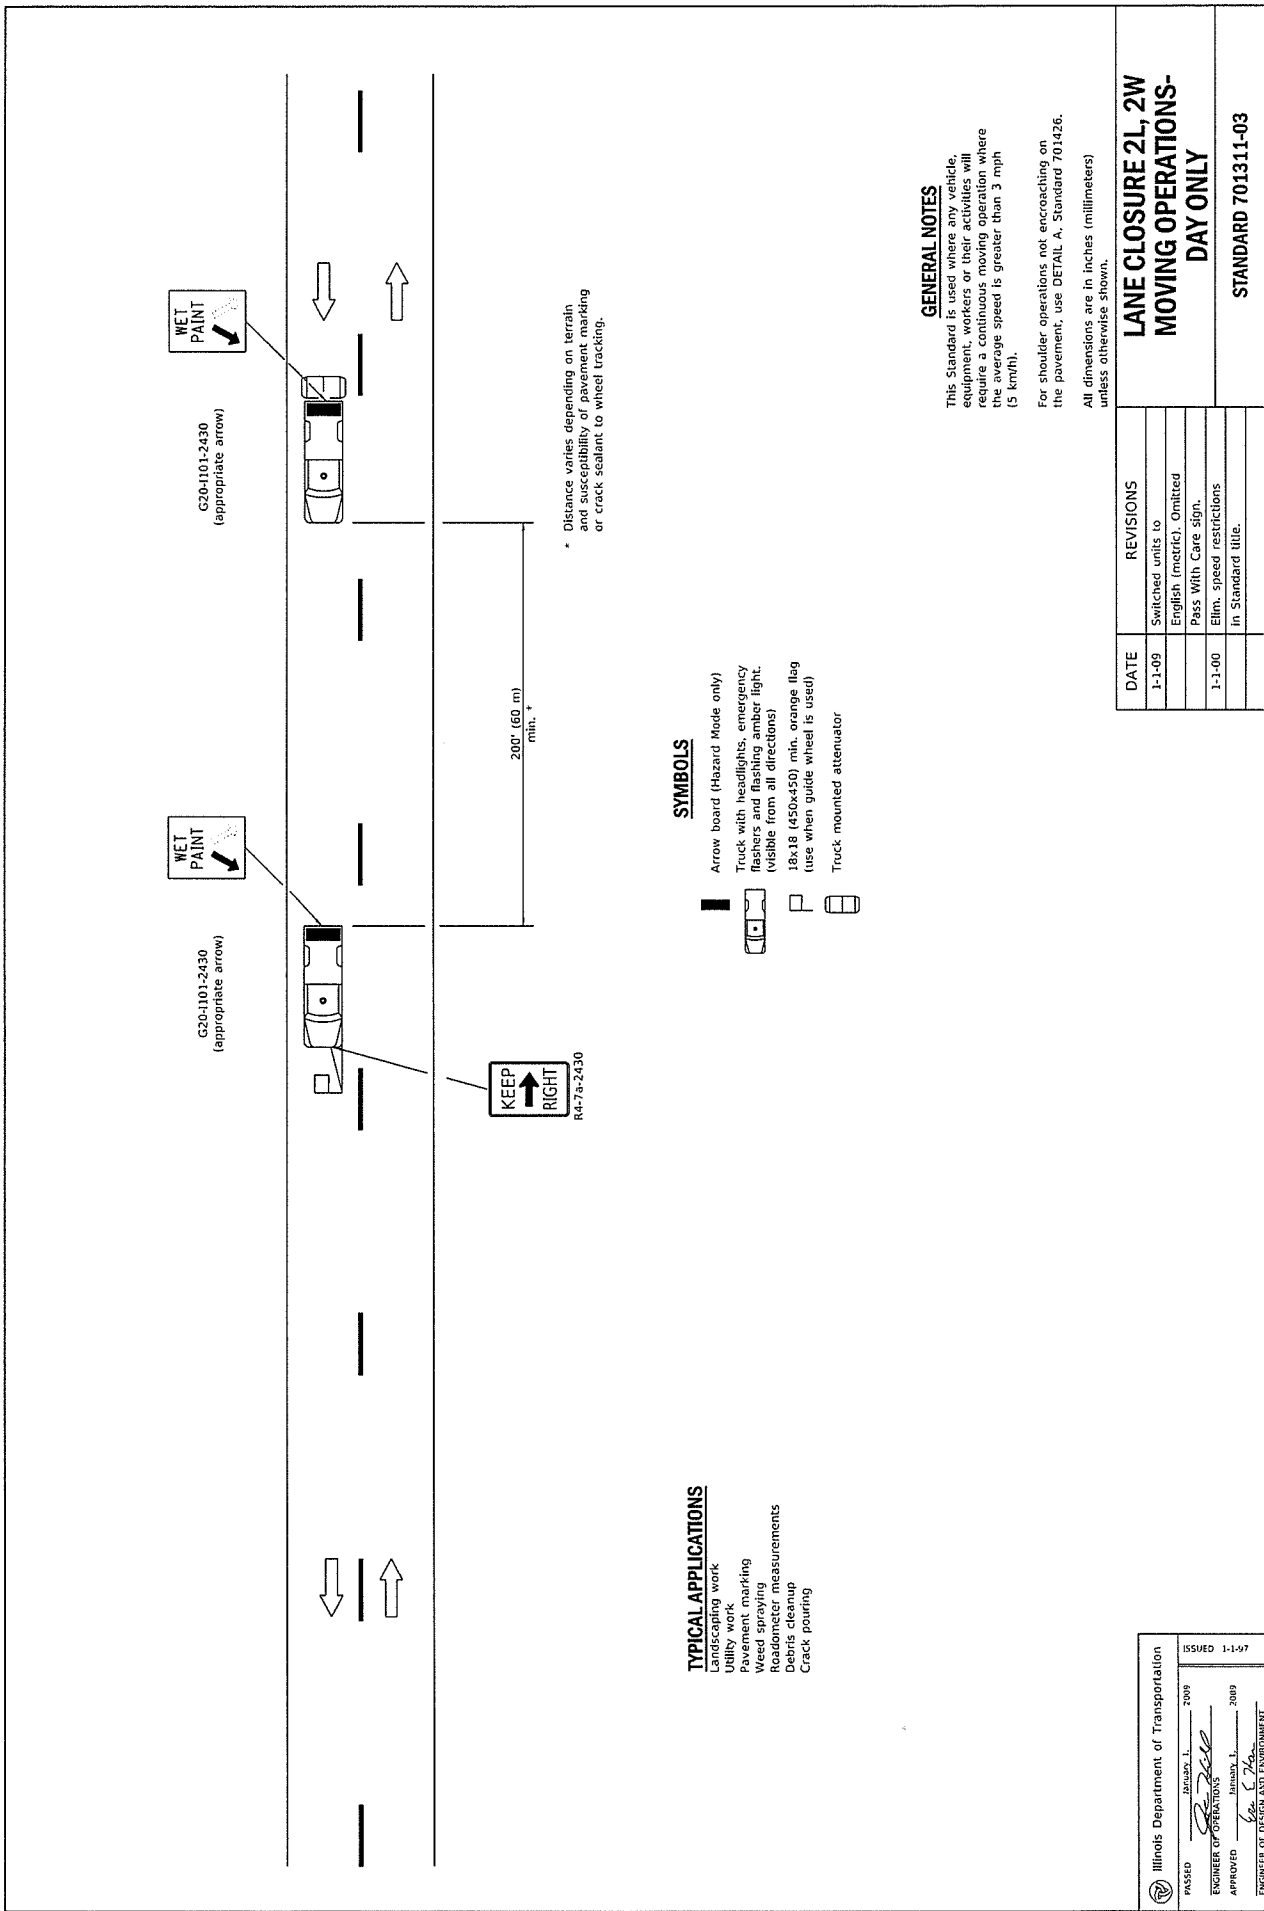 WET
PAINT
G20-I101-2430
(appropriate arrow)
WET
PAINT
G20-I101-2430
(appropriate arrow)
KEEP
RIGHT
R4-7a-2430
200' (60 m)
min. *
* Distance varies depending on terrain
and susceptibility of pavement marking
or crack sealant to wheel tracking.
TYPICAL APPLICATIONS
Landscaping work
Utility work
Pavement marking
Weed spraying
Roadometer measurements
Debris cleanup
Crack pouring
SYMBOLS
Arrow board (Hazard Mode only)
Truck with headlights, emergency
flashers and flashing amber light.
(visible from all directions)
18x18 (450x450) min. orange flag
(use when guide wheel is used)
Truck mounted attenuator
GENERAL NOTES
This Standard is used where any vehicle,
equipment, workers or their activities will
require a continuous moving operation where
the average speed is greater than 3 mph
(5 km/h).
For shoulder operations not encroaching on
the pavement, use DETAIL A, Standard 701426.
All dimensions are in inches (millimeters)
unless otherwise shown.
Illinois Department of Transportation
PASSED January 1, 2009
ENGINEER OF OPERATIONS
APPROVED January 1, 2009
ENGINEER OF DESIGN AND ENVIRONMENT
ISSUED 1-1-97
DATE REVISIONS
1-1-09 Switched units to
English (metric). Omitted
Pass With Care sign.
1-1-00 Elim. speed restrictions
in Standard title.
LANE CLOSURE 2L, 2W
MOVING OPERATIONS-
DAY ONLY
STANDARD 701311-03